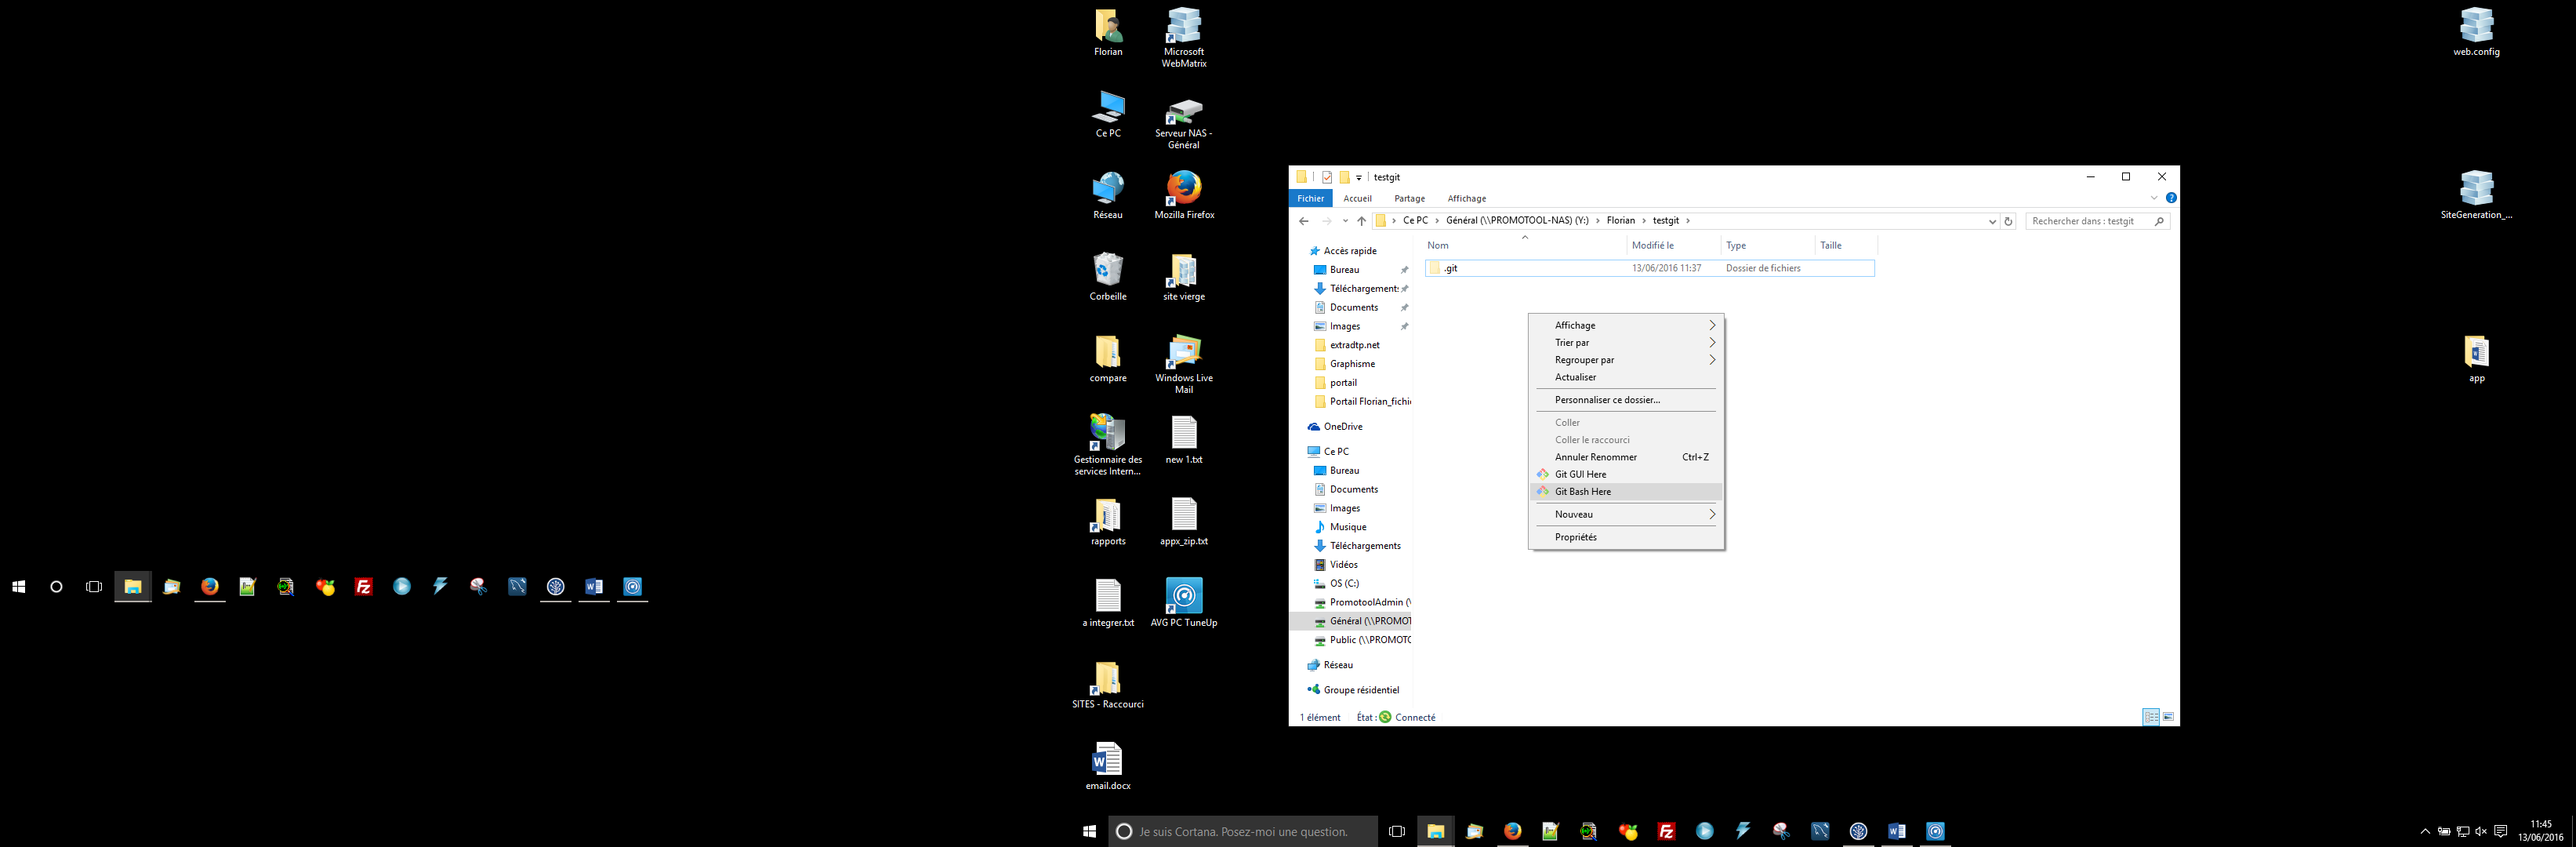 Florian
Microsoft
WebMatrix
Ce PC
Serveur NAS -
Général
Réseau
Mozilla Firefox
Corbeille
site vierge
compare
Windows Live
Mail
Gestionnaire des
services Intern...
new 1.txt
rapports
appx_zip.txt
a integrer.txt
AVG PC TuneUp
SITES - Raccourci
email.docx
testgit
Fichier
Accueil
Partage
Affichage
Ce PC
Général (\\PROMOTOOL-NAS) (Y:)
Florian
testgit
Rechercher dans : testgit
Nom
Modifié le
Type
Taille
.git
13/06/2016 11:37
Dossier de fichiers
Accès rapide
Bureau
Téléchargements
Documents
Images
extradtp.net
Graphisme
portail
Portail Florian_fichi
OneDrive
Ce PC
Bureau
Documents
Images
Musique
Téléchargements
Vidéos
OS (C:)
PromotoolAdmin (\
Général (\\PROMOT
Public (\\PROMOTO
Réseau
Groupe résidentiel
1 élément
État :
Connecté
Affichage
Trier par
Regrouper par
Actualiser
Personnaliser ce dossier...
Coller
Coller le raccourci
Annuler Renommer Ctrl+Z
Git GUI Here
Git Bash Here
Nouveau
Propriétés
web.config
SiteGeneration_...
app
Je suis Cortana. Posez-moi une question.
11:45
13/06/2016